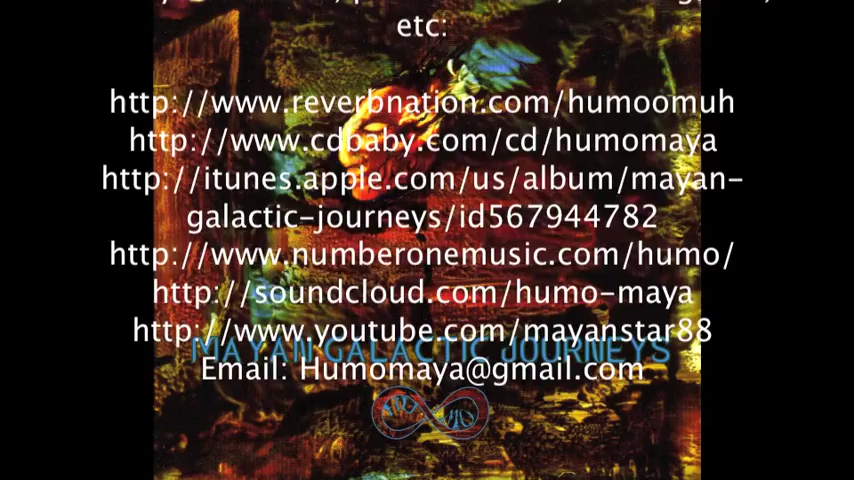 etc:
http://www.reverbnation.com/humoomuh
http://www.cdbaby.com/cd/humomaya
http://itunes.apple.com/us/album/mayan-
galactic-journeys/id567944782
http://www.numberonemusic.com/humo/
http://soundcloud.com/humo-maya
http://www.youtube.com/mayanstar88
MAYAN GALACTIC JOURNEYS
Email: Humomaya@gmail.com